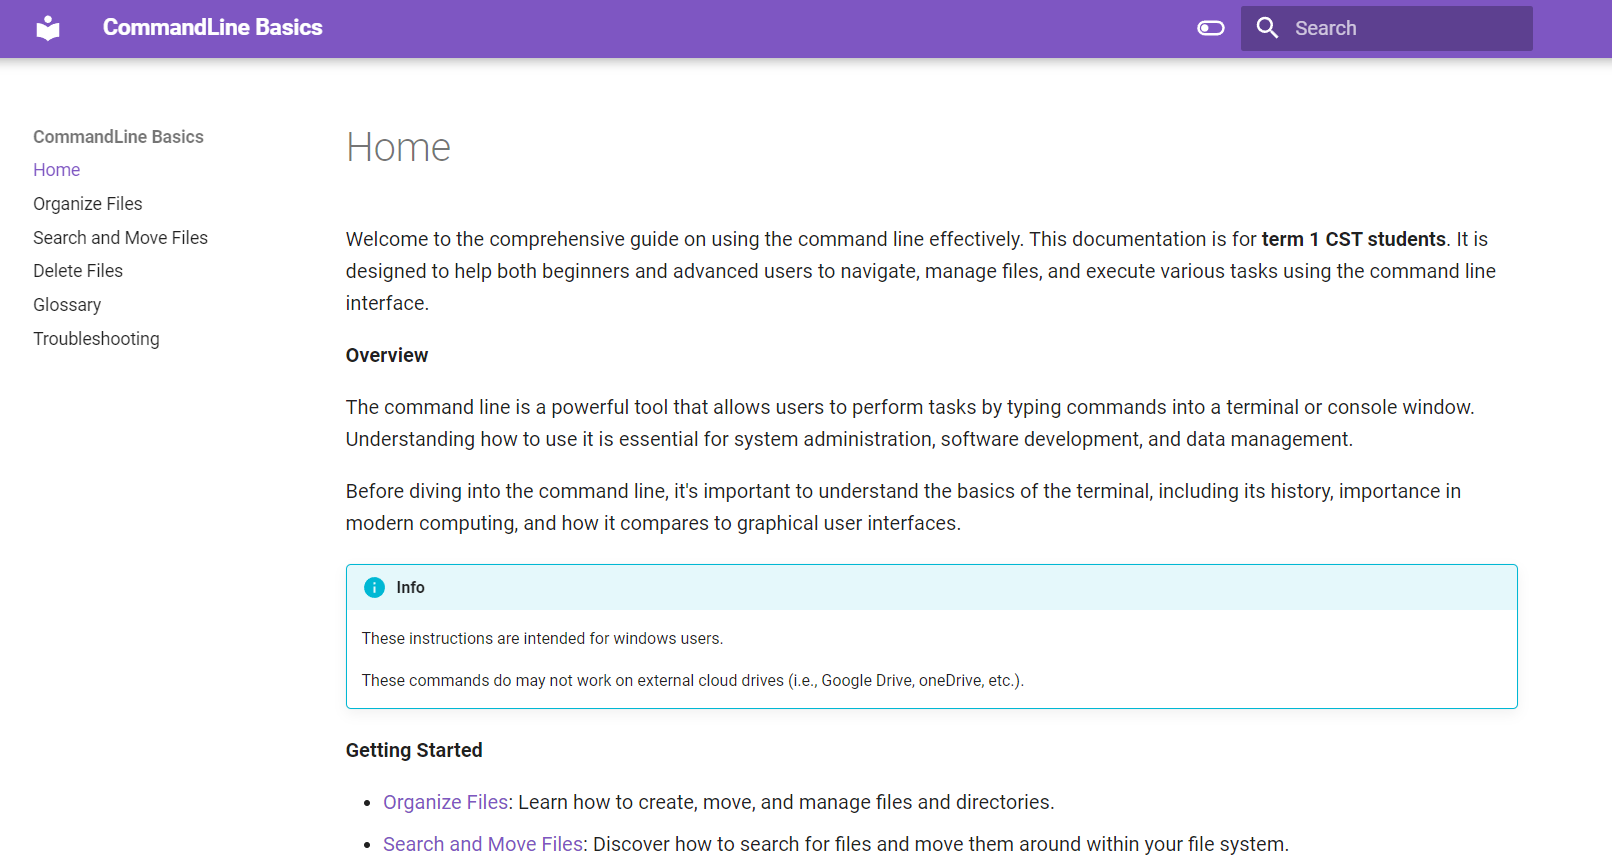 CommandLine Basics
Search
CommandLine Basics
Home
Organize Files
Search and Move Files
Delete Files
Glossary
Troubleshooting
Home
Welcome to the comprehensive guide on using the command line effectively. This documentation is for term 1 CST students. It is
designed to help both beginners and advanced users to navigate, manage files, and execute various tasks using the command line
interface.
Overview
The command line is a powerful tool that allows users to perform tasks by typing commands into a terminal or console window.
Understanding how to use it is essential for system administration, software development, and data management.
Before diving into the command line, it's important to understand the basics of the terminal, including its history, importance in
modern computing, and how it compares to graphical user interfaces.
Info
These instructions are intended for windows users.
These commands do may not work on external cloud drives (i.e., Google Drive, oneDrive, etc.).
Getting Started
• Organize Files: Learn how to create, move, and manage files and directories.
• Search and Move Files: Discover how to search for files and move them around within your file system.